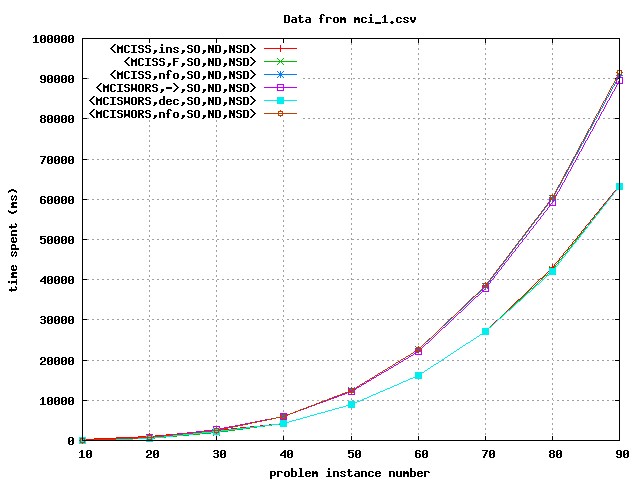 Data from mci_1.csv
100000
90000
80000
70000
60000
50000
40000
30000
20000
10000
0
time spent (ms)
<MCISS,ins,SO,ND,NSD>
<MCISS,F,SO,ND,NSD>
<MCISS,nfo,SO,ND,NSD>
<MCISWORS,->,SO,ND,NSD>
<MCISWORS,dec,SO,ND,NSD>
<MCISWORS,nfo,SO,ND,NSD>
10 20 30 40 50 60 70 80 90
problem instance number